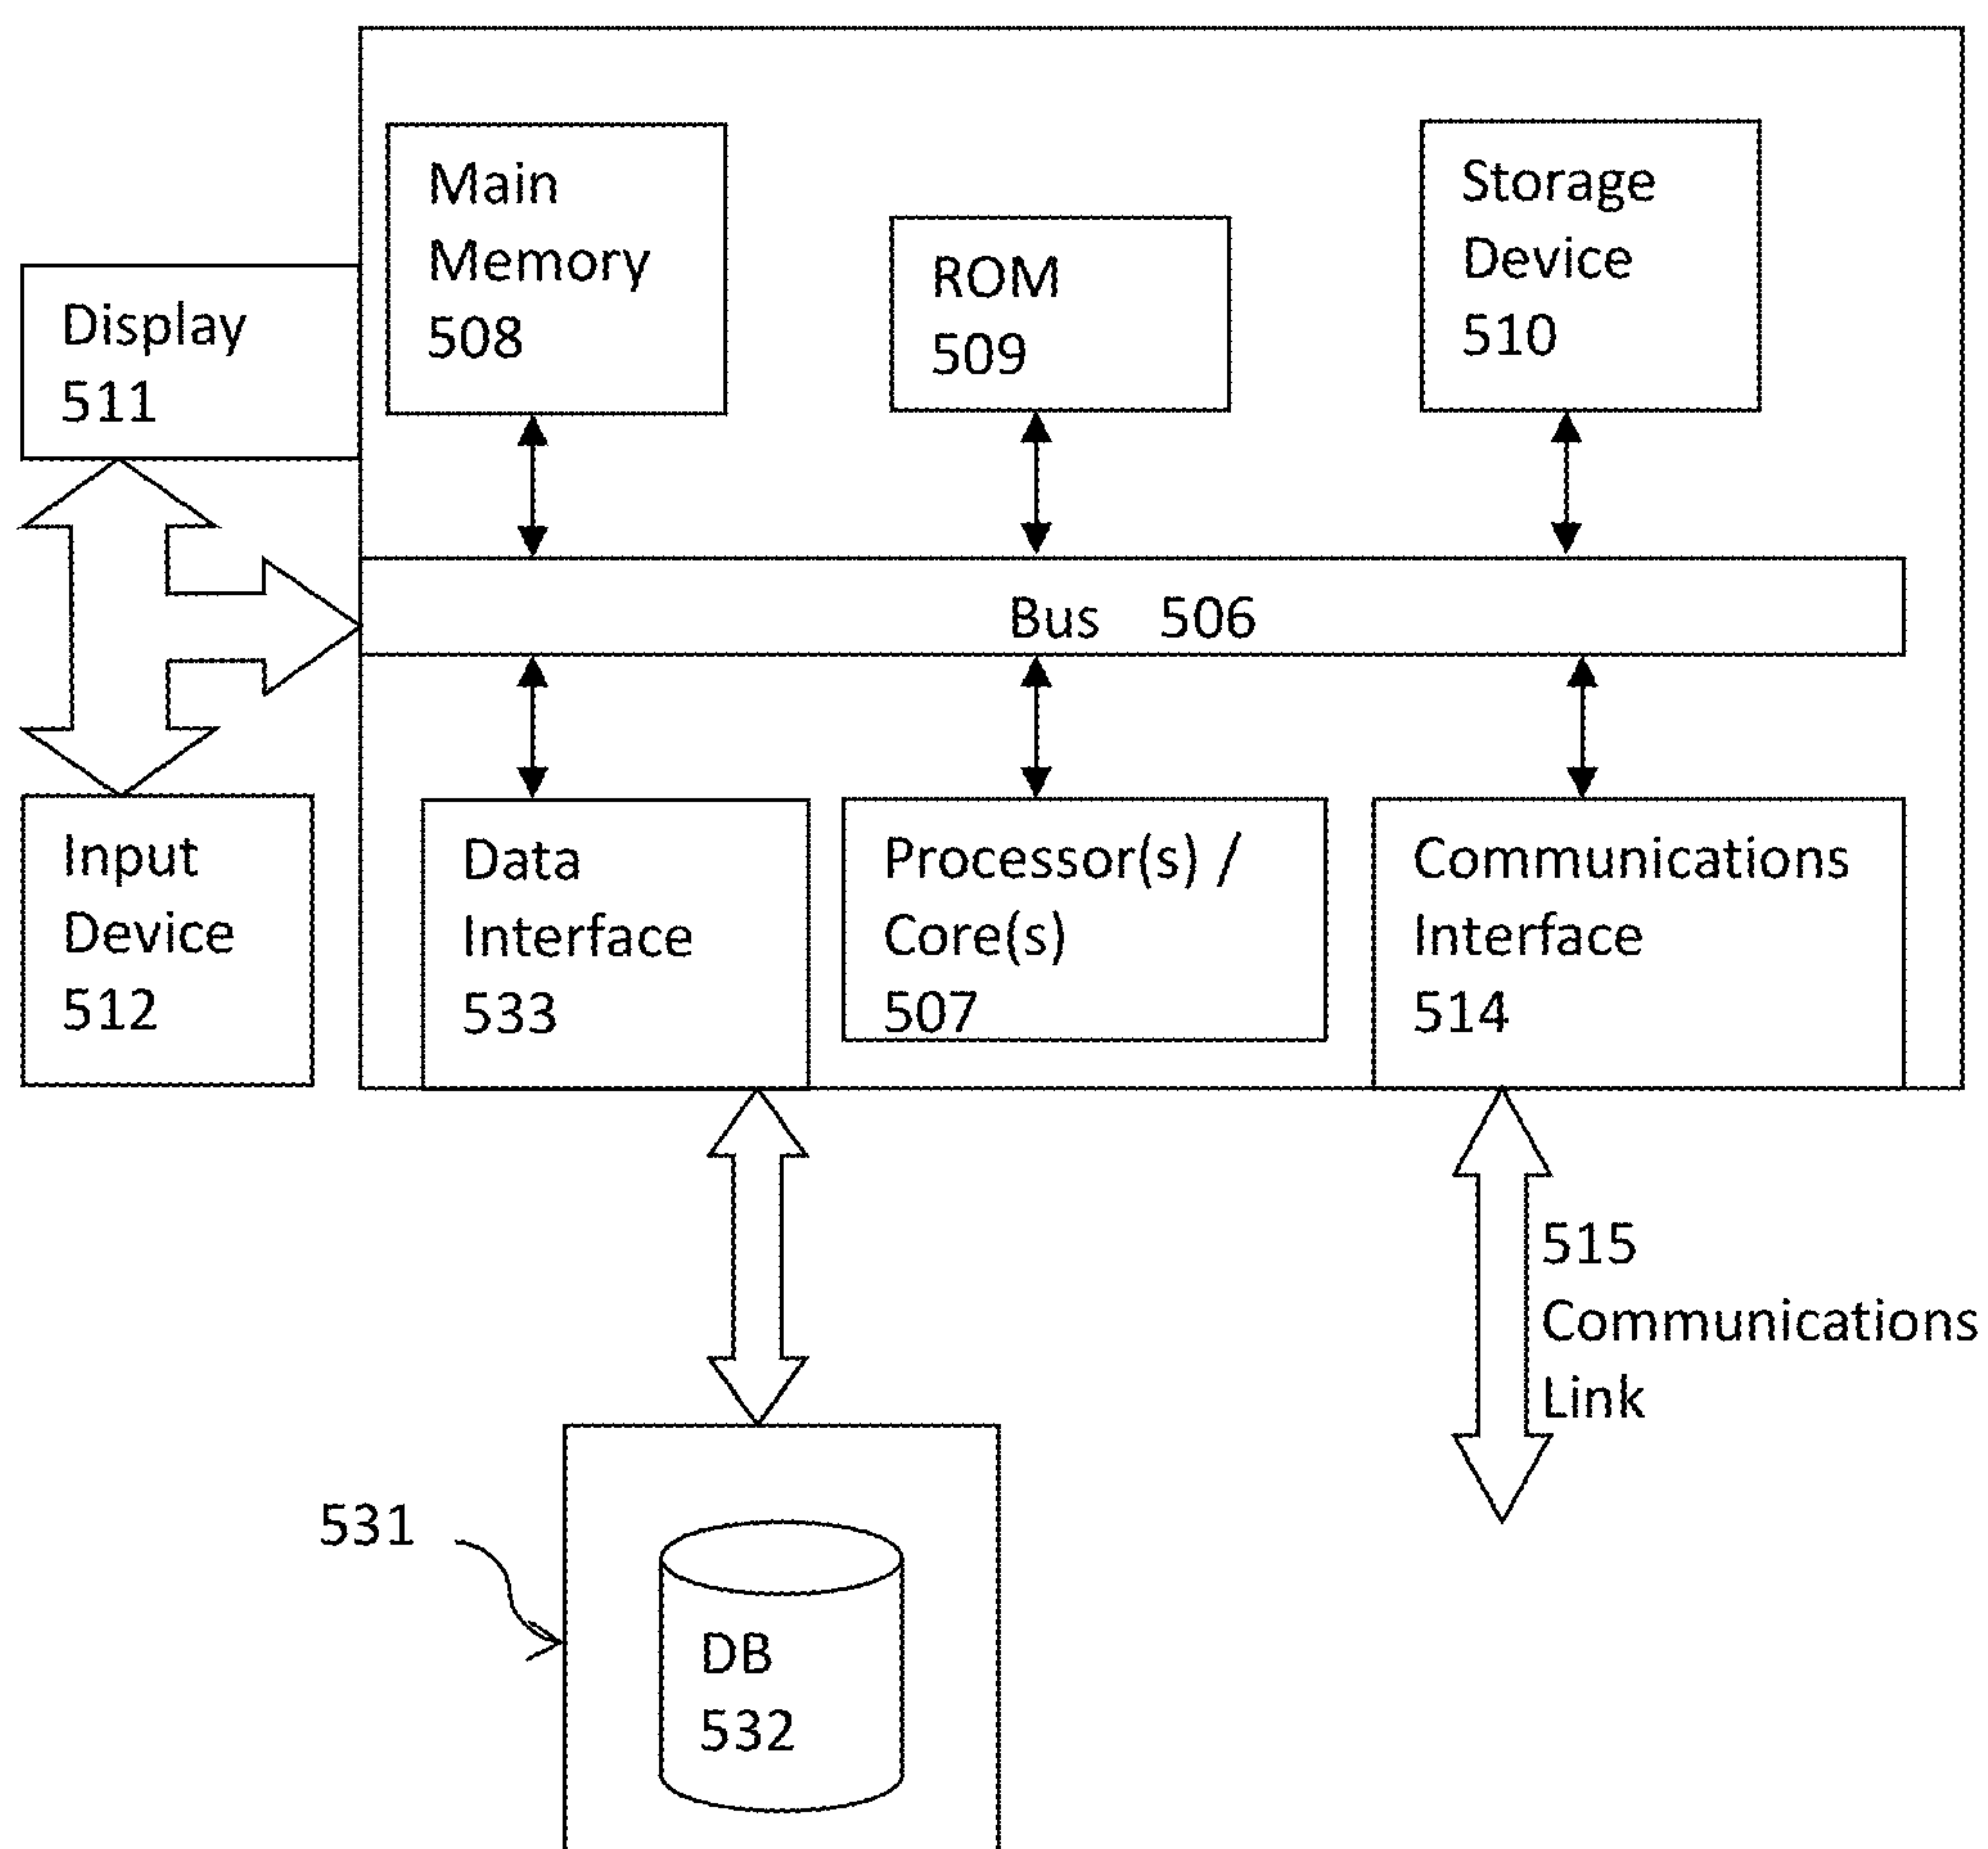 Main
Memory
508
ROM
509
Storage
Device
510
Display
511
Bus 506
Input
Device
512
Data
Interface
533
Processor(s) /
Core(s)
507
Communications
Interface
514
515
Communications
Link
531
DB
532